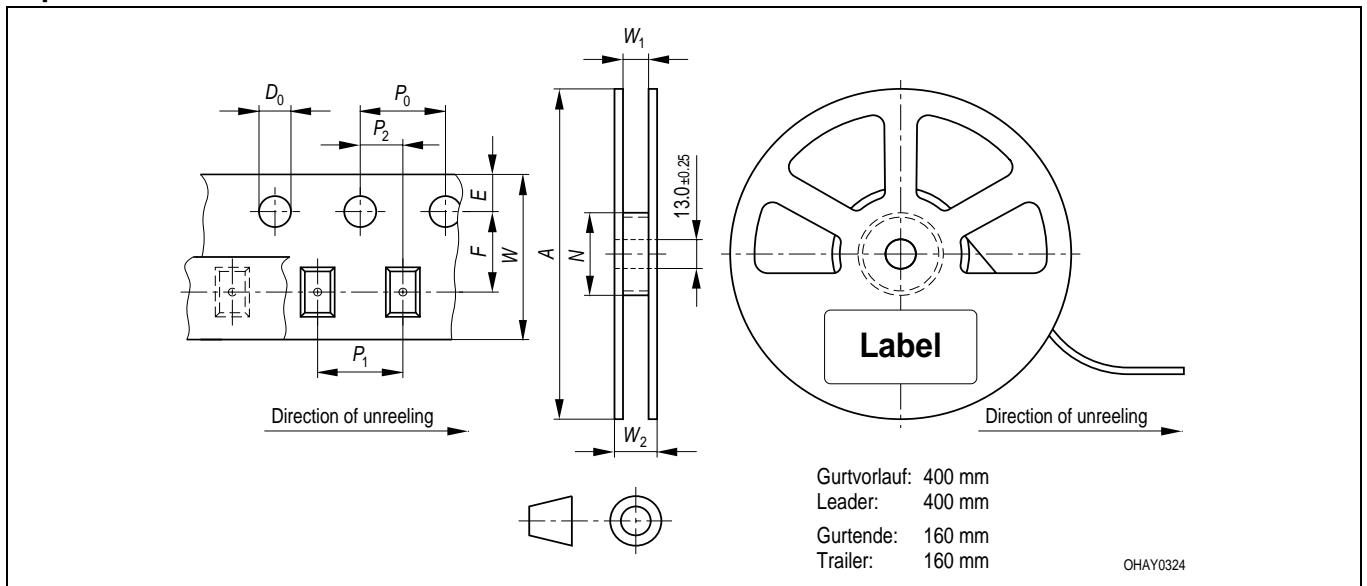 W₁
D₀
P₀
P₂
E
F
W
A
N
13.0 ±0.25
P₁
Label
Direction of unreeling
W₂
Direction of unreeling
Gurtvorlauf: 400 mm
Leader: 400 mm
Gurtende: 160 mm
Trailer: 160 mm
OHAY0324